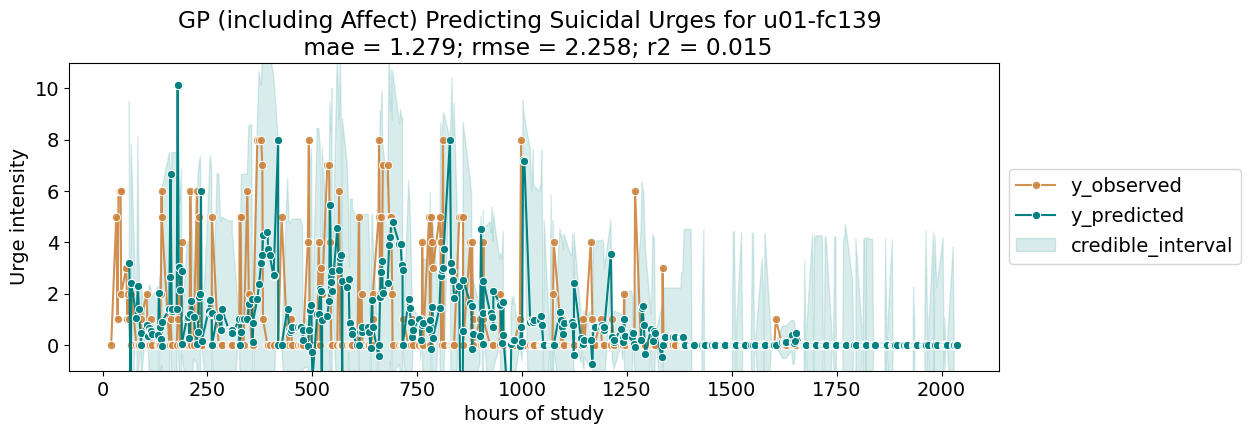 GP (including Affect) Predicting Suicidal Urges for u01-fc139
mae = 1.279; rmse = 2.258; r2 = 0.015
Urge intensity
10
8
6
4
2
0
0 250 500 750 1000 1250 1500 1750 2000
hours of study
y_observed
y_predicted
credible_interval